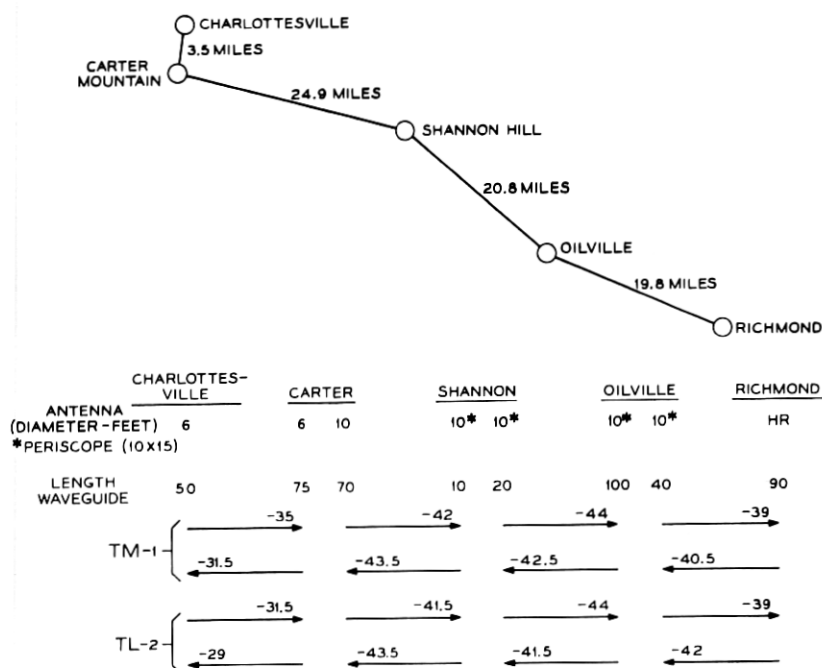 CHARLOTTESVILLE
3.5 MILES
CARTER
MOUNTAIN
24.9 MILES
SHANNON HILL
20.8 MILES
OILVILLE
19.8 MILES
RICHMOND
CHARLOTTES-
VILLE CARTER SHANNON OILVILLE RICHMOND
ANTENNA
(DIAMETER-FEET) 6 6 10 10* 10* 10* 10* HR
*PERISCOPE (10X15)
LENGTH
WAVEGUIDE 50 75 70 10 20 100 40 90
-35 -42 -44 -39
TM-1
-31.5 -43.5 -42.5 -40.5
-31.5 -41.5 -44 -39
TL-2
-29 -43.5 -41.5 -42